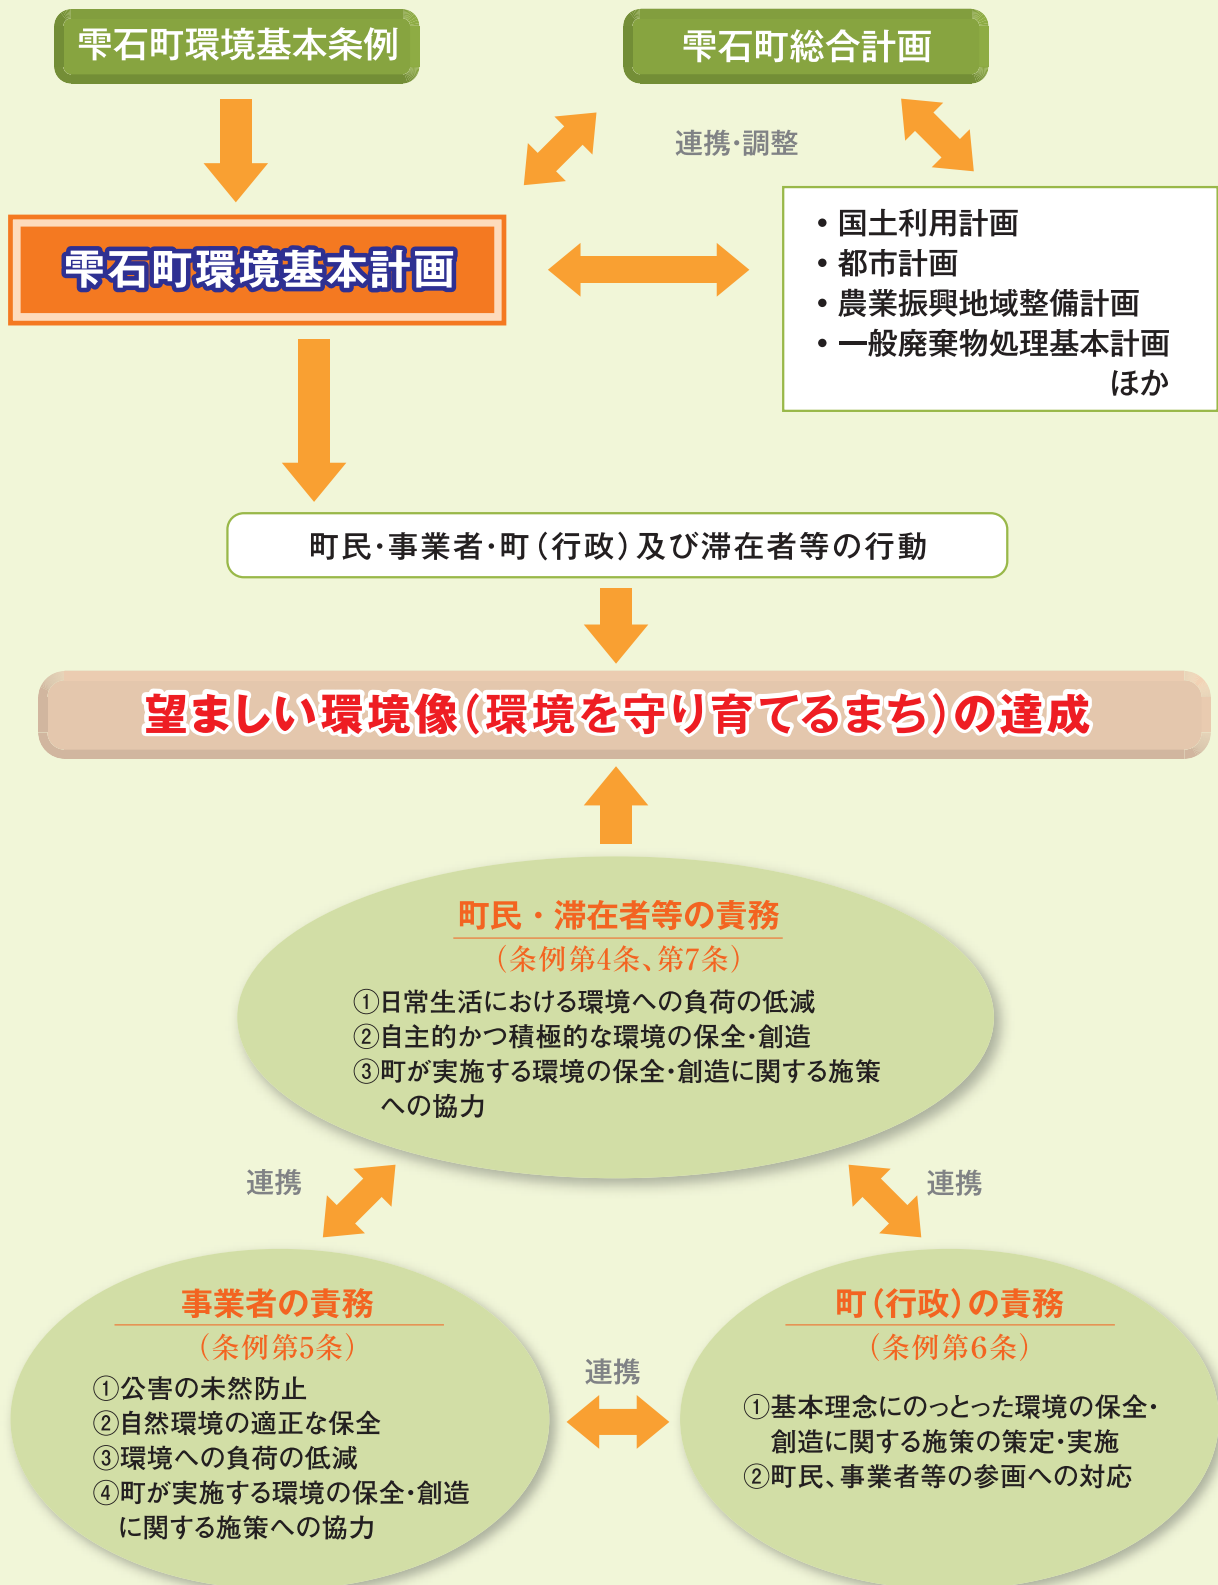 雫石町環境基本条例
雫石町総合計画
連携・調整
雫石町環境基本計画
・国土利用計画
・都市計画
・農業振興地域整備計画
・一般廃棄物処理基本計画
ほか
町民・事業者・町（行政）及び滞在者等の行動
望ましい環境像（環境を守り育てるまち）の達成
町民・滞在者等の責務
（条例第4条、第7条）
①日常生活における環境への負荷の低減
②自主的かつ積極的な環境の保全・創造
③町が実施する環境の保全・創造に関する施策
への協力
連携
連携
事業者の責務
（条例第5条）
①公害の未然防止
②自然環境の適正な保全
③環境への負荷の低減
④町が実施する環境の保全・創造
に関する施策への協力
連携
町（行政）の責務
（条例第6条）
①基本理念にのっとった環境の保全・
創造に関する施策の策定・実施
②町民、事業者等の参画への対応